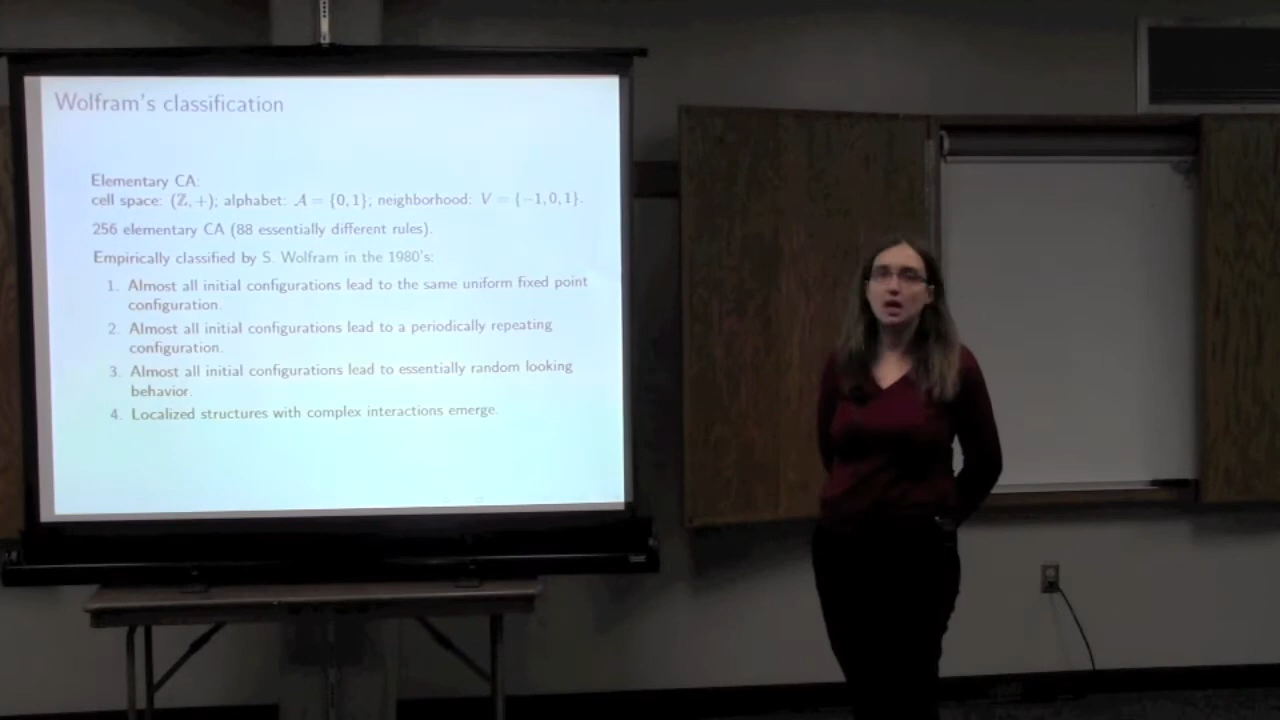 Wolfram's classification
Elementary CA:
cell space: (ℤ, +); alphabet: 𝒜 = {0, 1}; neighborhood: V = {−1, 0, 1}.
256 elementary CA (88 essentially different rules).
Empirically classified by S. Wolfram in the 1980's:
1. Almost all initial configurations lead to the same uniform fixed point
configuration.
2. Almost all initial configurations lead to a periodically repeating
configuration.
3. Almost all initial configurations lead to essentially random looking
behavior.
4. Localized structures with complex interactions emerge.